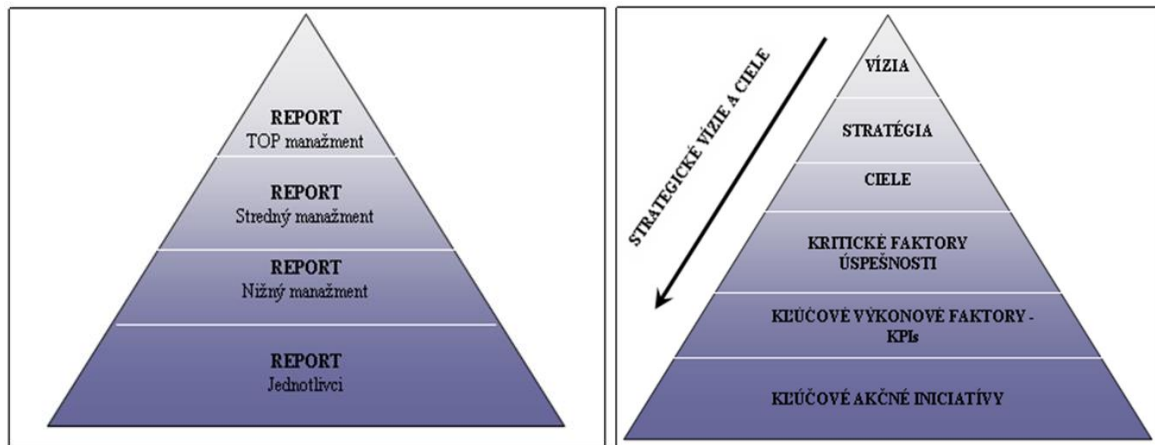 REPORT
TOP manažment
REPORT
Stredný manažment
REPORT
Nižný manažment
REPORT
Jednotlivci
STRATEGICKÉ VÍZIE A CIELE
VÍZIA
STRATÉGIA
CIELE
KRITICKÉ FAKTORY
ÚSPEŠNOSTI
KĽÚČOVÉ VÝKONOVÉ FAKTORY -
KPIs
KĽÚČOVÉ AKČNÉ INICIATÍVY